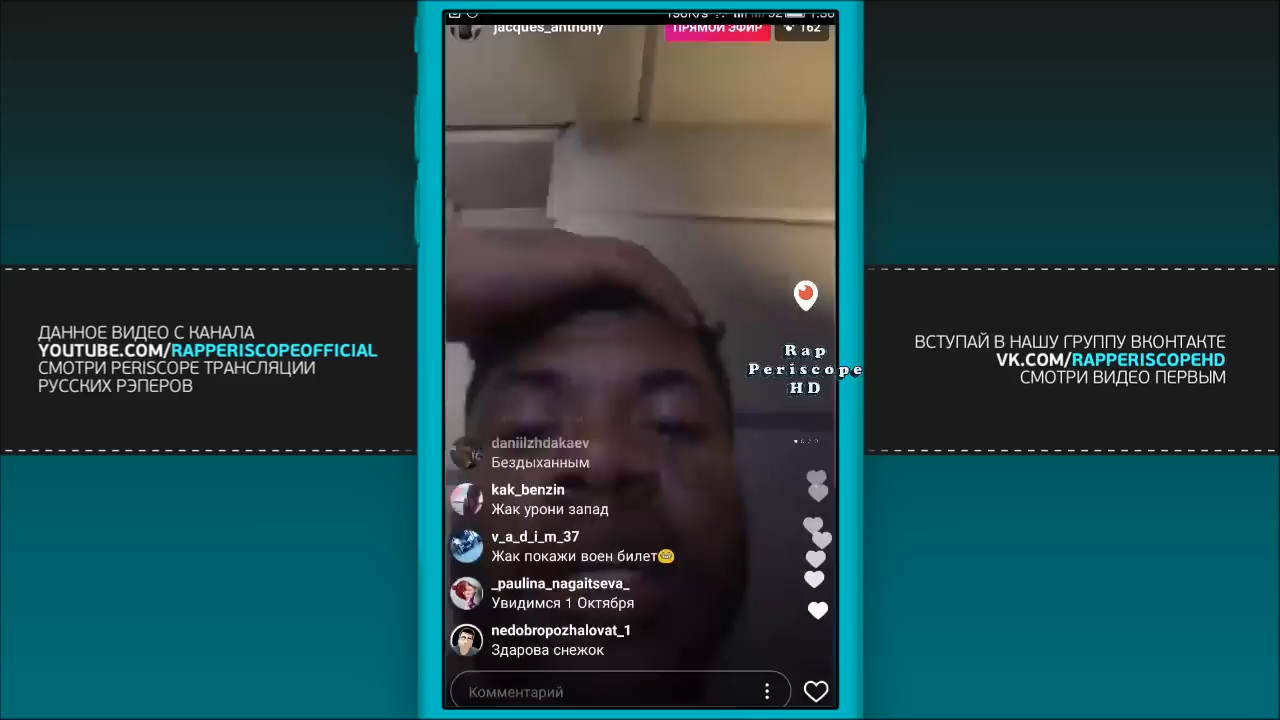 jacques_anthony
ПРЯМОЙ ЭФИР
162
ДАННОЕ ВИДЕО С КАНАЛА
YOUTUBE.COM/RAPPERISCOPEOFFICIAL
СМОТРИ PERISCOPE ТРАНСЛЯЦИИ
РУССКИХ РЭПЕРОВ
ВСТУПАЙ В НАШУ ГРУППУ ВКОНТАКТЕ
VK.COM/RAPPERISCOPEHD
СМОТРИ ВИДЕО ПЕРВЫМ
Rap
Periscope
HD
daniilzhdakaev
Бездыханным
kak_benzin
Жак урони запад
v_a_d_i_m_37
Жак покажи воен билет😂
_paulina_nagaitseva_
Увидимся 1 Октября
nedobropozhalovat_1
Здарова снежок
Комментарий